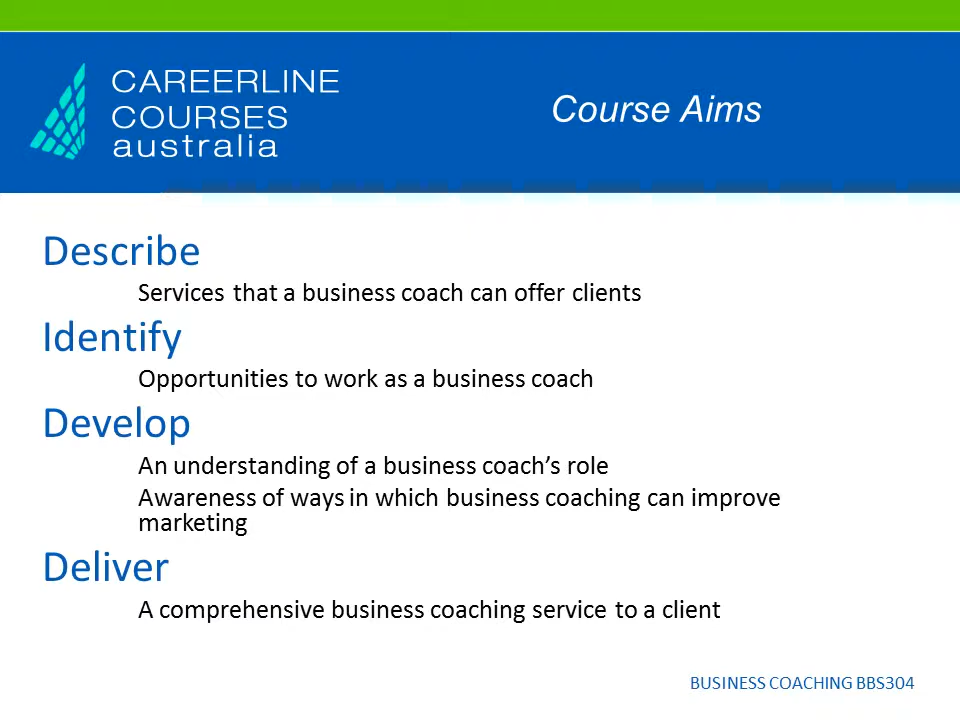 CAREERLINE
COURSES
australia
Course Aims
Describe
Services that a business coach can offer clients
Identify
Opportunities to work as a business coach
Develop
An understanding of a business coach’s role
Awareness of ways in which business coaching can improve
marketing
Deliver
A comprehensive business coaching service to a client
BUSINESS COACHING BBS304